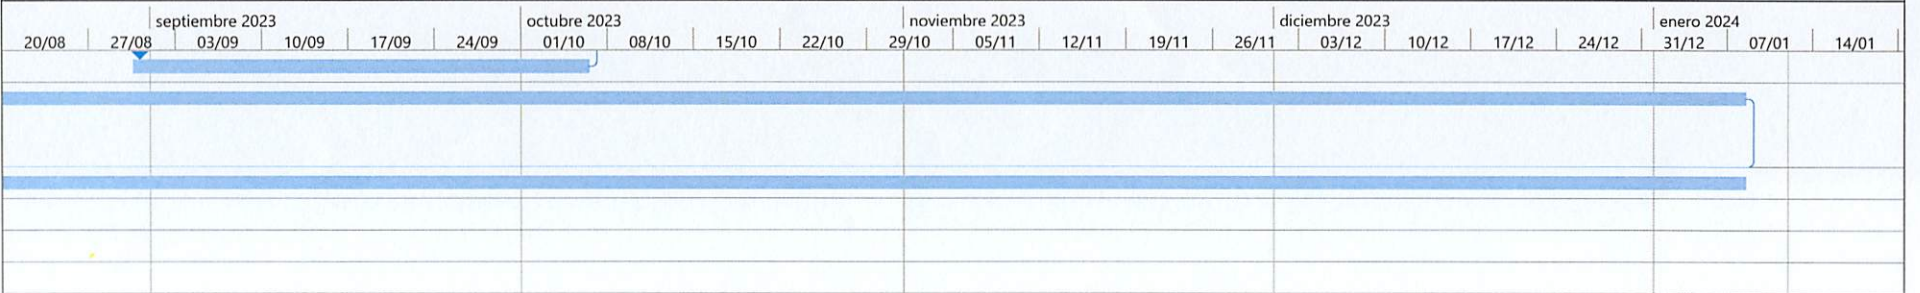 septiembre 2023 octubre 2023 noviembre 2023 diciembre 2023 enero 2024
20/08 27/08 03/09 10/09 17/09 24/09 01/10 08/10 15/10 22/10 29/10 05/11 12/11 19/11 26/11 03/12 10/12 17/12 24/12 31/12 07/01 14/01